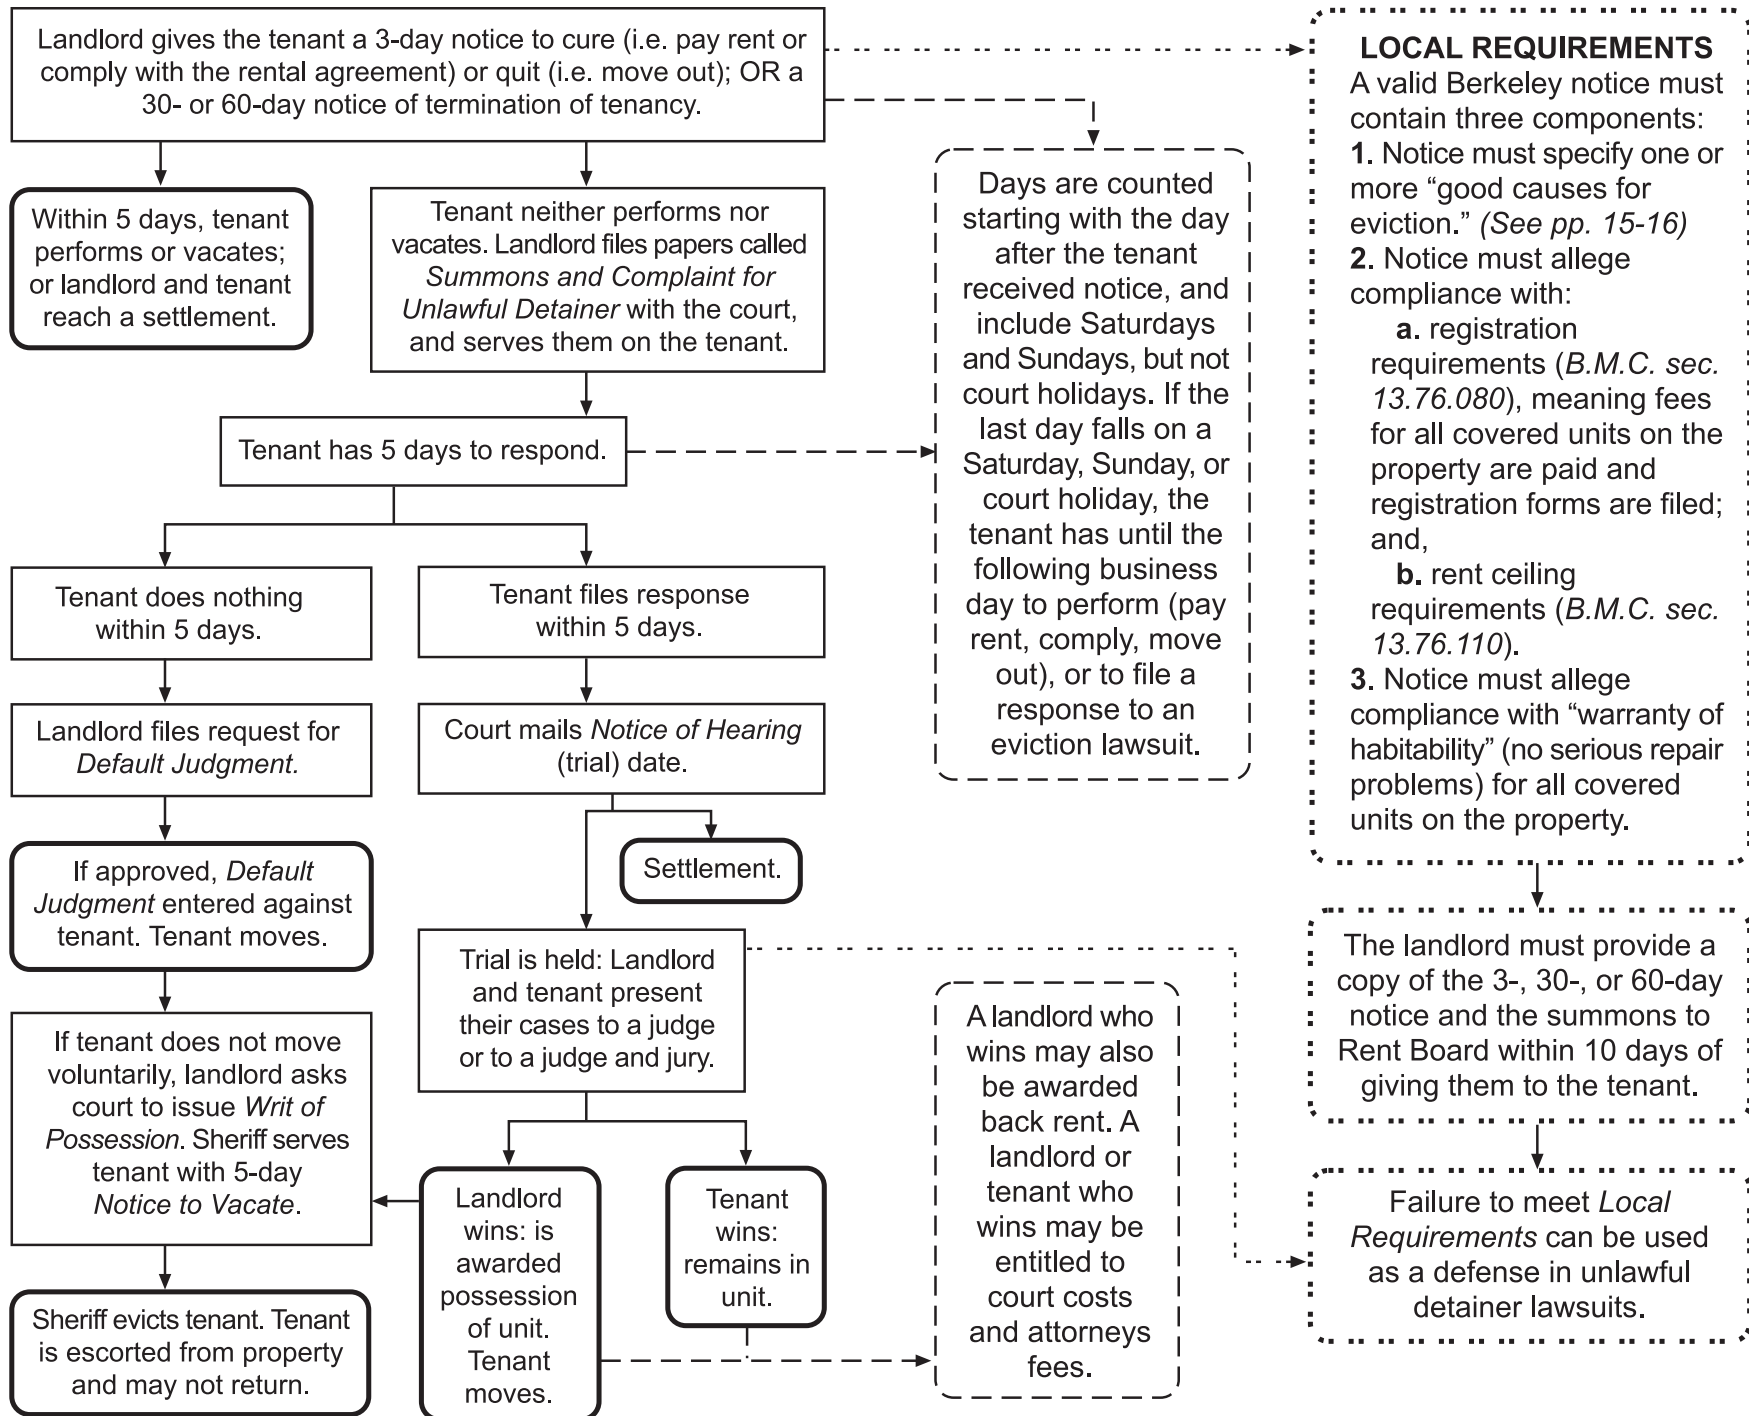 Landlord gives the tenant a 3-day notice to cure (i.e. pay rent or
comply with the rental agreement) or quit (i.e. move out); OR a
30- or 60-day notice of termination of tenancy.
Within 5 days, tenant
performs or vacates;
or landlord and tenant
reach a settlement.
Tenant neither performs nor
vacates. Landlord files papers called
Summons and Complaint for
Unlawful Detainer with the court,
and serves them on the tenant.
Tenant has 5 days to respond.
Tenant does nothing
within 5 days.
Landlord files request for
Default Judgment.
If approved, Default
Judgment entered against
tenant. Tenant moves.
If tenant does not move
voluntarily, landlord asks
court to issue Writ of
Possession. Sheriff serves
tenant with 5-day
Notice to Vacate.
Sheriff evicts tenant. Tenant
is escorted from property
and may not return.
Tenant files response
within 5 days.
Court mails Notice of Hearing
(trial) date.
Settlement.
Trial is held: Landlord
and tenant present
their cases to a judge
or to a judge and jury.
Landlord
wins: is
awarded
possession
of unit.
Tenant
moves.
Tenant
wins:
remains in
unit.
Days are counted
starting with the day
after the tenant
received notice, and
include Saturdays
and Sundays, but not
court holidays. If the
last day falls on a
Saturday, Sunday, or
court holiday, the
tenant has until the
following business
day to perform (pay
rent, comply, move
out), or to file a
response to an
eviction lawsuit.
A landlord who
wins may also
be awarded
back rent. A
landlord or
tenant who
wins may be
entitled to
court costs
and attorneys
fees.
LOCAL REQUIREMENTS
A valid Berkeley notice must
contain three components:
1. Notice must specify one or
more “good causes for
eviction.” (See pp. 15-16)
2. Notice must allege
compliance with:
a. registration
requirements (B.M.C. sec.
13.76.080), meaning fees
for all covered units on the
property are paid and
registration forms are filed;
and,
b. rent ceiling
requirements (B.M.C. sec.
13.76.110).
3. Notice must allege
compliance with “warranty of
habitability” (no serious repair
problems) for all covered
units on the property.
The landlord must provide a
copy of the 3-, 30-, or 60-day
notice and the summons to
Rent Board within 10 days of
giving them to the tenant.
Failure to meet Local
Requirements can be used
as a defense in unlawful
detainer lawsuits.